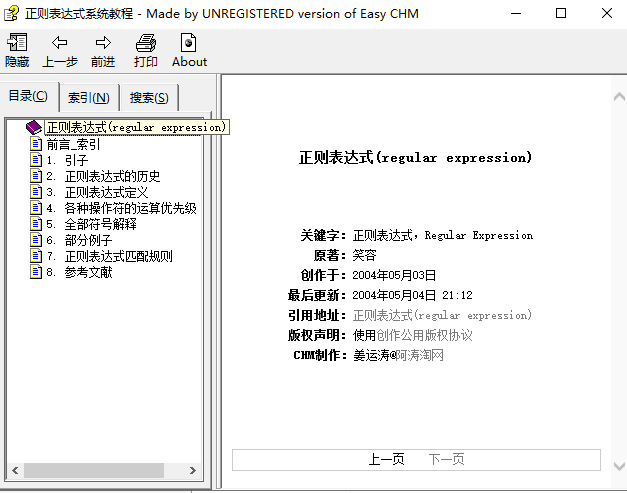 正则表达式系统教程 - Made by UNREGISTERED version of Easy CHM
隐藏 上一步 前进 打印 About
目录(C) 索引(N) 搜索(S)
正则表达式(regular expression)
前言_索引
1. 引子
2. 正则表达式的历史
3. 正则表达式定义
4. 各种操作符的运算优先级
5. 全部符号解释
6. 部分例子
7. 正则表达式匹配规则
8. 参考文献
正则表达式(regular expression)
关键字：正则表达式，Regular Expression
原著：笑容
创作于：2004年05月03日
最后更新：2004年05月04日 21:12
引用地址：正则表达式(regular expression)
版权声明：使用创作公用版权协议
CHM制作：姜运涛@阿涛淘网
上一页 下一页